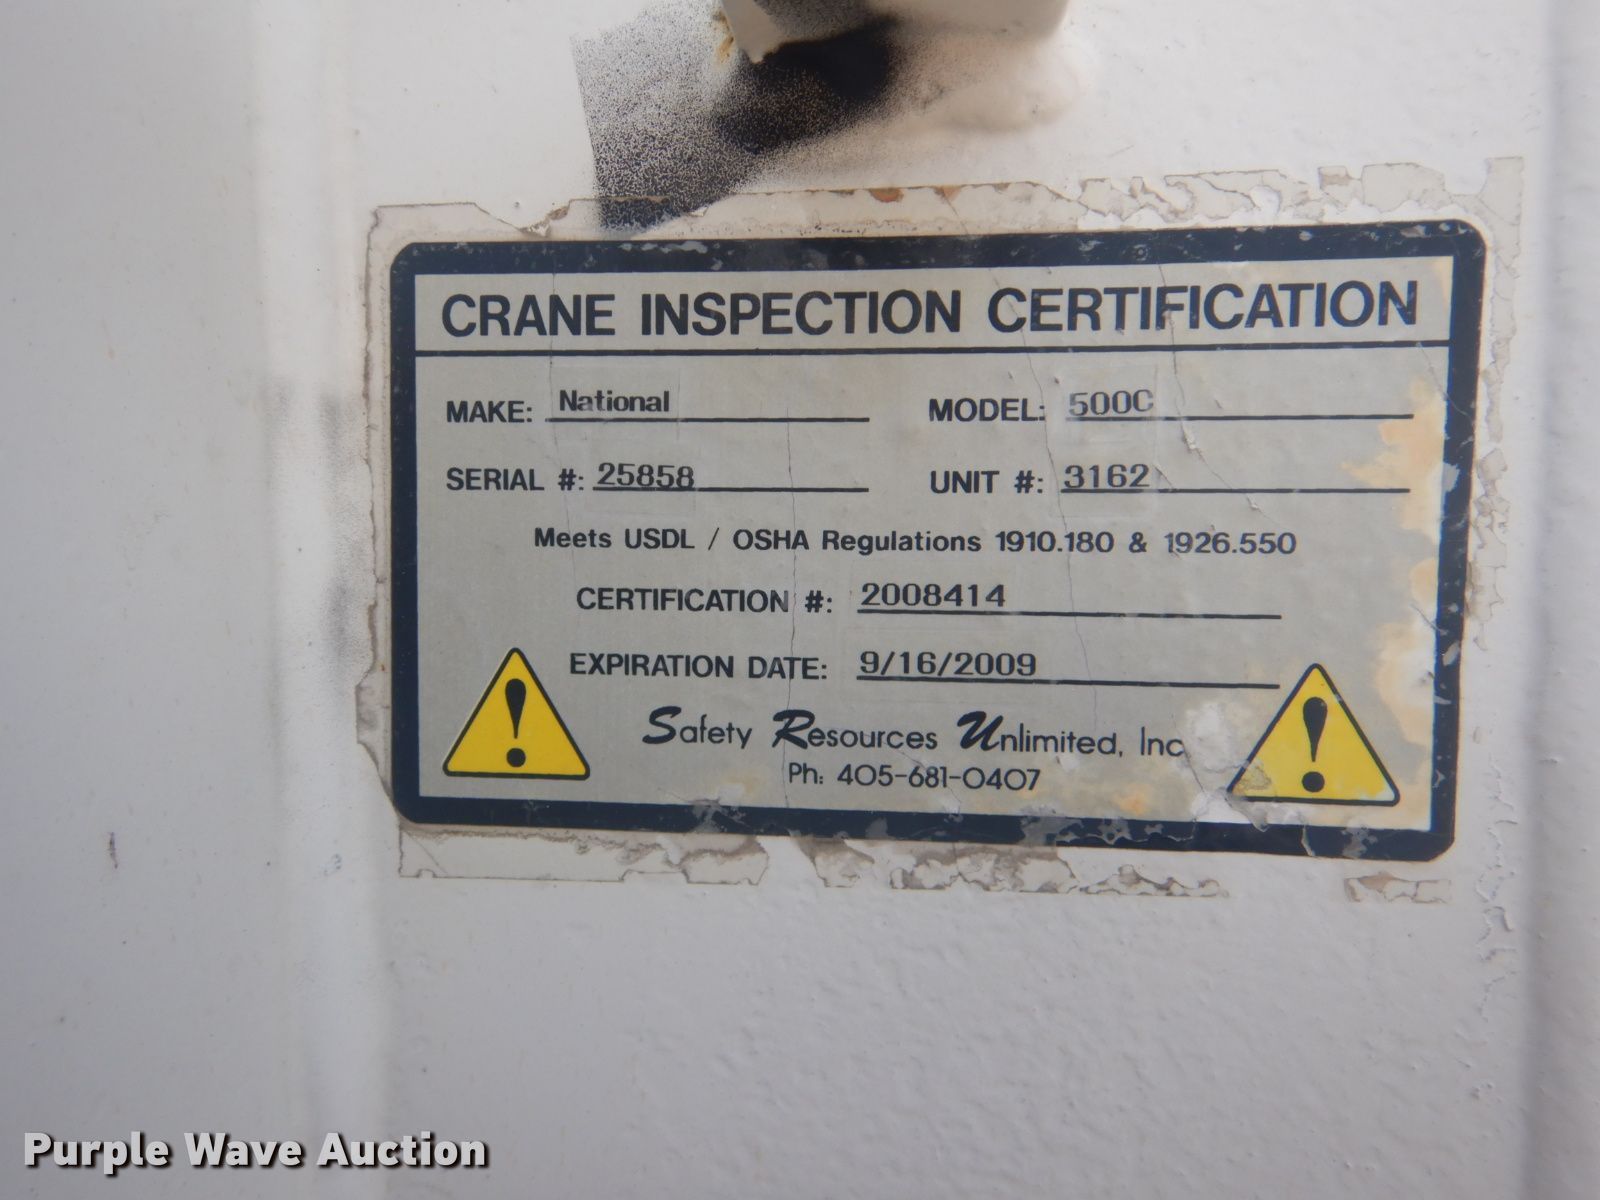 CRANE INSPECTION CERTIFICATION
MAKE: National MODEL: 500C
SERIAL #: 25858 UNIT #: 3162
Meets USDL / OSHA Regulations 1910.180 & 1926.550
CERTIFICATION #: 2008414
EXPIRATION DATE: 9/16/2009
Safety Resources Unlimited, Inc
Ph: 405-681-0407
Purple Wave Auction